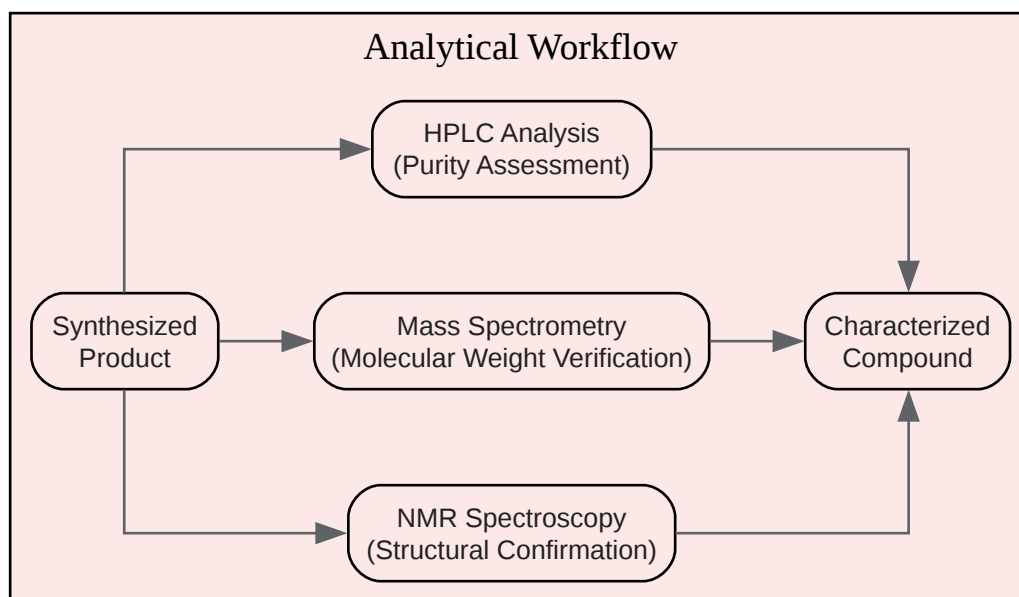 Analytical Workflow
HPLC Analysis
(Purity Assessment)
Synthesized
Product
Mass Spectrometry
(Molecular Weight Verification)
Characterized
Compound
NMR Spectroscopy
(Structural Confirmation)